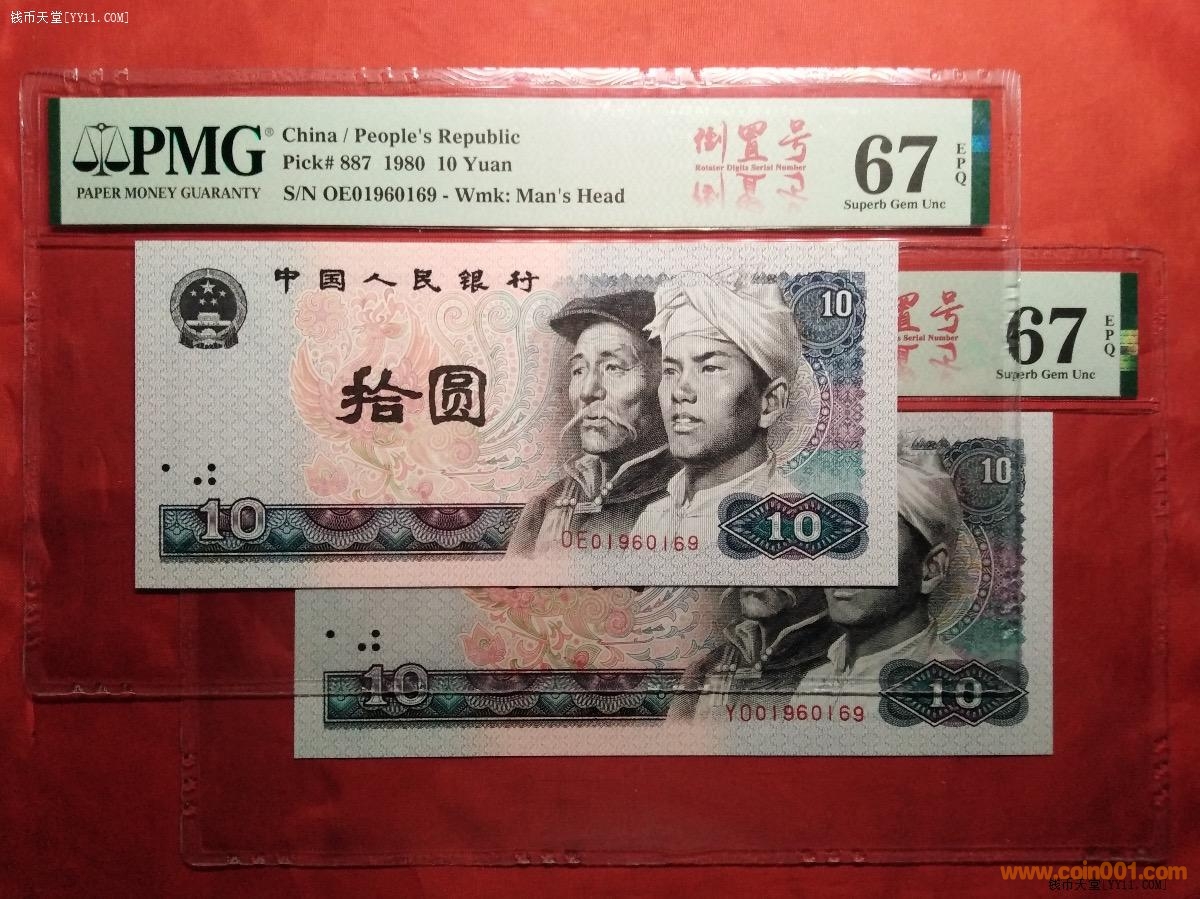 钱币天堂[YY11.COM]
PMG®
PAPER MONEY GUARANTY
China / People's Republic
Pick# 887 1980 10 Yuan
S/N OE01960169 - Wmk: Man's Head
倒置号
Rotator Digits Serial Number
67
EPQ
Superb Gem Unc
中国人民银行
拾圆
10
10
10
OE01960169
置号
Serial Number
67
EPQ
Superb Gem Unc
10
10
10
YO01960169
www.coin001.com
钱币天堂[YY11.COM]